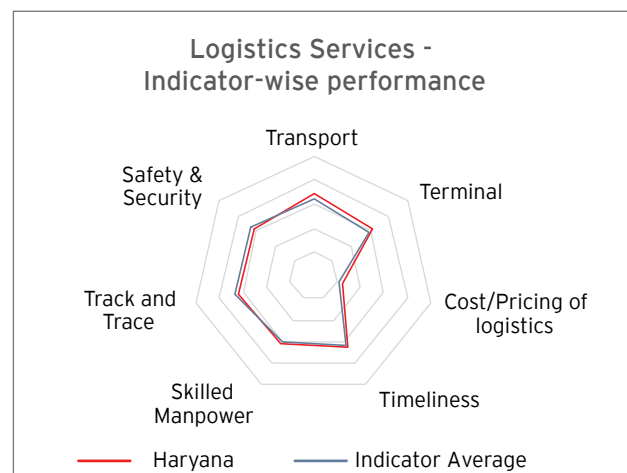 Logistics Services -
Indicator-wise performance
Transport
Safety &
Security
Terminal
Track and
Trace
Cost/Pricing of
logistics
Skilled
Manpower
Timeliness
Haryana
Indicator Average